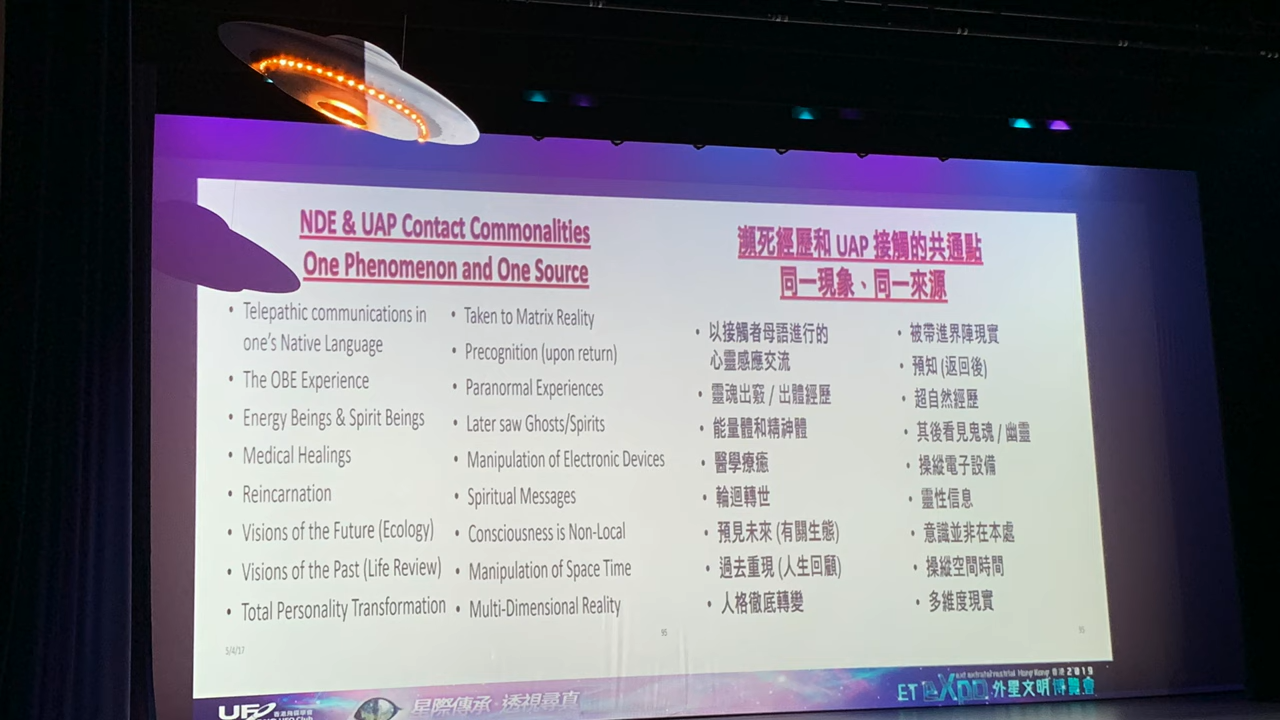 NDE & UAP Contact Commonalities
One Phenomenon and One Source
• Telepathic communications in
one's Native Language
• The OBE Experience
• Energy Beings & Spirit Beings
• Medical Healings
• Reincarnation
• Visions of the Future (Ecology)
• Visions of the Past (Life Review)
• Total Personality Transformation
• Taken to Matrix Reality
• Precognition (upon return)
• Paranormal Experiences
• Later saw Ghosts/Spirits
• Manipulation of Electronic Devices
• Spiritual Messages
• Consciousness is Non-Local
• Manipulation of Space Time
• Multi-Dimensional Reality
5/4/17
95
瀕死經歷和 UAP 接觸的共通點
同一現象、同一來源
• 以接觸者母語進行的
心靈感應交流
• 靈魂出竅 / 出體經歷
• 能量體和精神體
• 醫學療癒
• 輪迴轉世
• 預見未來 (有關生態)
• 過去重現 (人生回顧)
• 人格徹底轉變
• 被帶進界陣現實
• 預知 (返回後)
• 超自然經歷
• 其後看見鬼魂 / 幽靈
• 操縱電子設備
• 靈性信息
• 意識並非在本處
• 操縱空間時間
• 多維度現實
95
星際傳承 透視尋真
Hong Kong 香港 2019
ET expo 外星文明博覽會